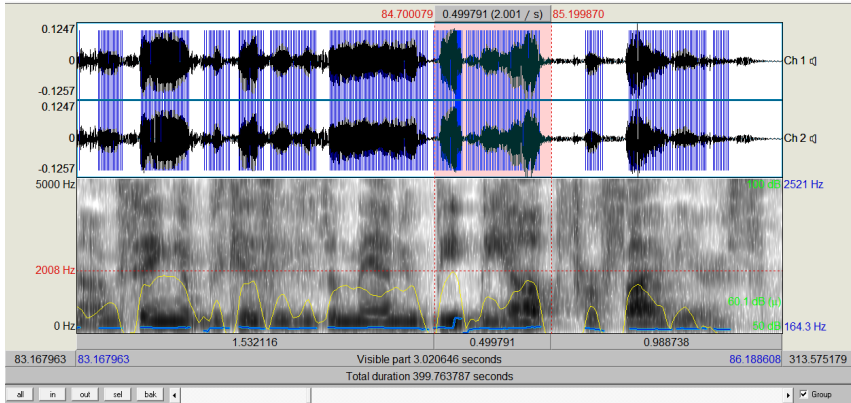 84.700079 0.499791 (2.001 / s) 85.199870
0.1247
0 Ch 1
-0.1257
0.1247
0 Ch 2
-0.1257
5000 Hz 100 dB 2521 Hz
2008 Hz
60.1 dB (µ)
0 Hz 50 dB 164.3 Hz
1.532116 0.499791 0.988738
83.167963 83.167963 Visible part 3.020646 seconds 86.188608 313.575179
Total duration 399.763787 seconds
all in out sel bak Group